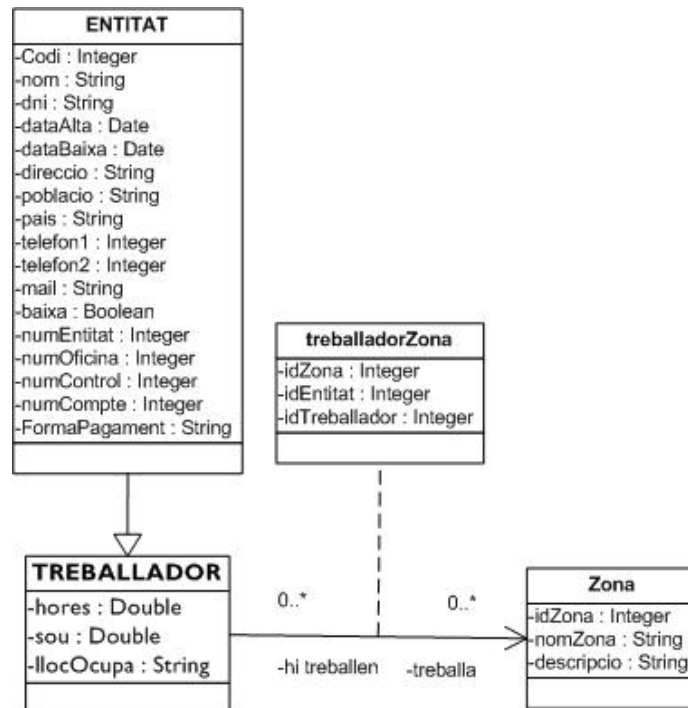 ENTITAT
-Codi : Integer
-nom : String
-dni : String
-dataAlta : Date
-dataBaixa : Date
-direccio : String
-poblacio : String
-pais : String
-telefon1 : Integer
-telefon2 : Integer
-mail : String
-baixa : Boolean
-numEntitat : Integer
-numOficina : Integer
-numControl : Integer
-numCompte : Integer
-FormaPagament : String
treballadorZona
-idZona : Integer
-idEntitat : Integer
-idTreballador : Integer
TREBALLADOR
-hores : Double
-sou : Double
-llocOcupa : String
0..*
0..*
-hi treballen
-treballa
Zona
-idZona : Integer
-nomZona : String
-descripcio : String